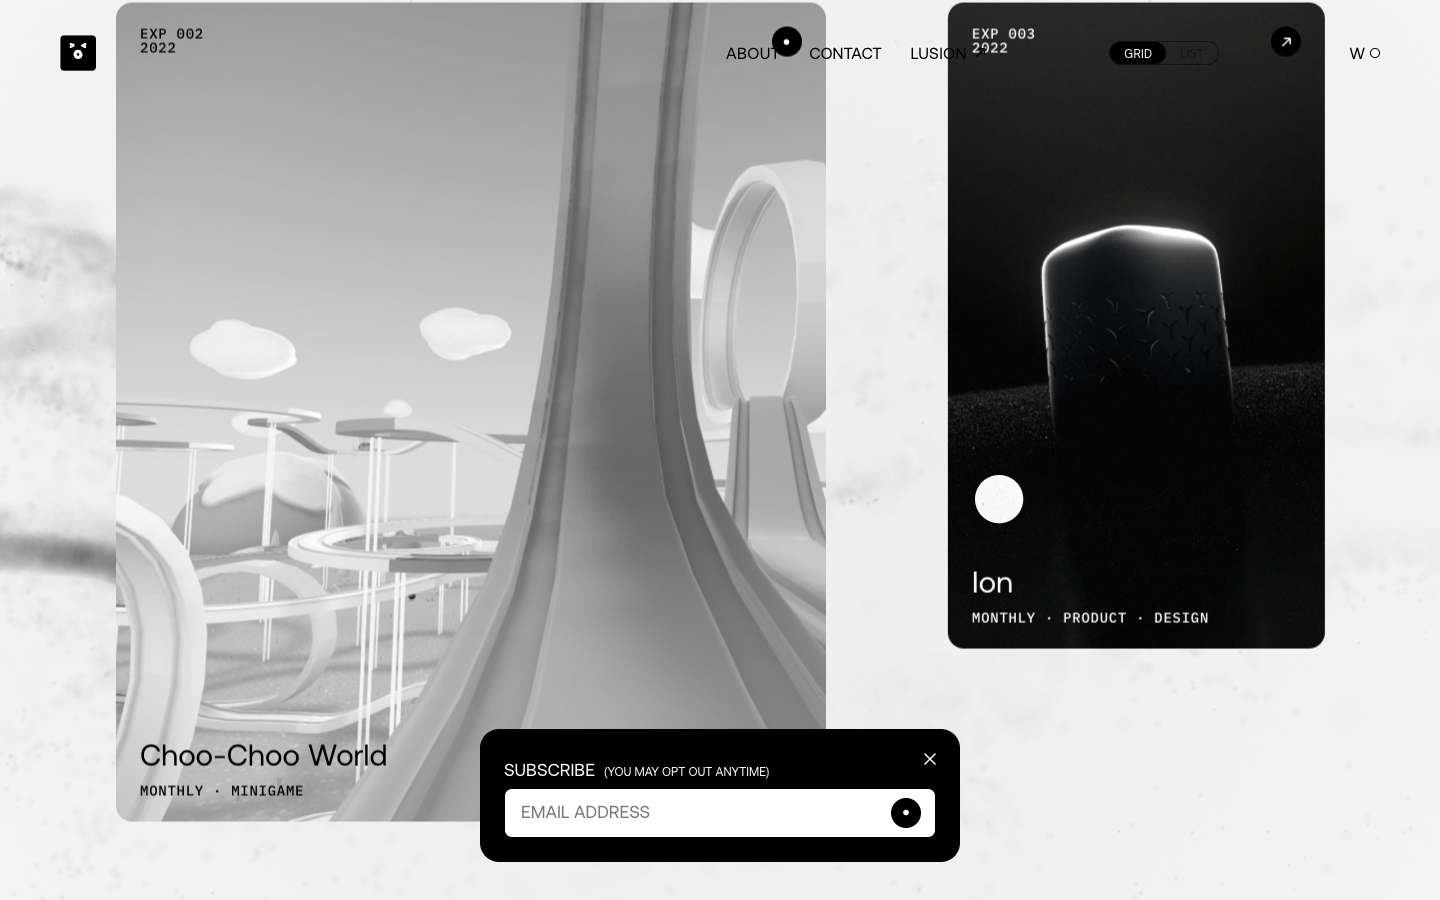 EXP 002
2022
ABOUT
CONTACT
LUSION
EXP 003
2022
GRID
LIST
W
Ion
MONTHLY · PRODUCT · DESIGN
Choo-Choo World
MONTHLY · MINIGAME
SUBSCRIBE (YOU MAY OPT OUT ANYTIME)
EMAIL ADDRESS